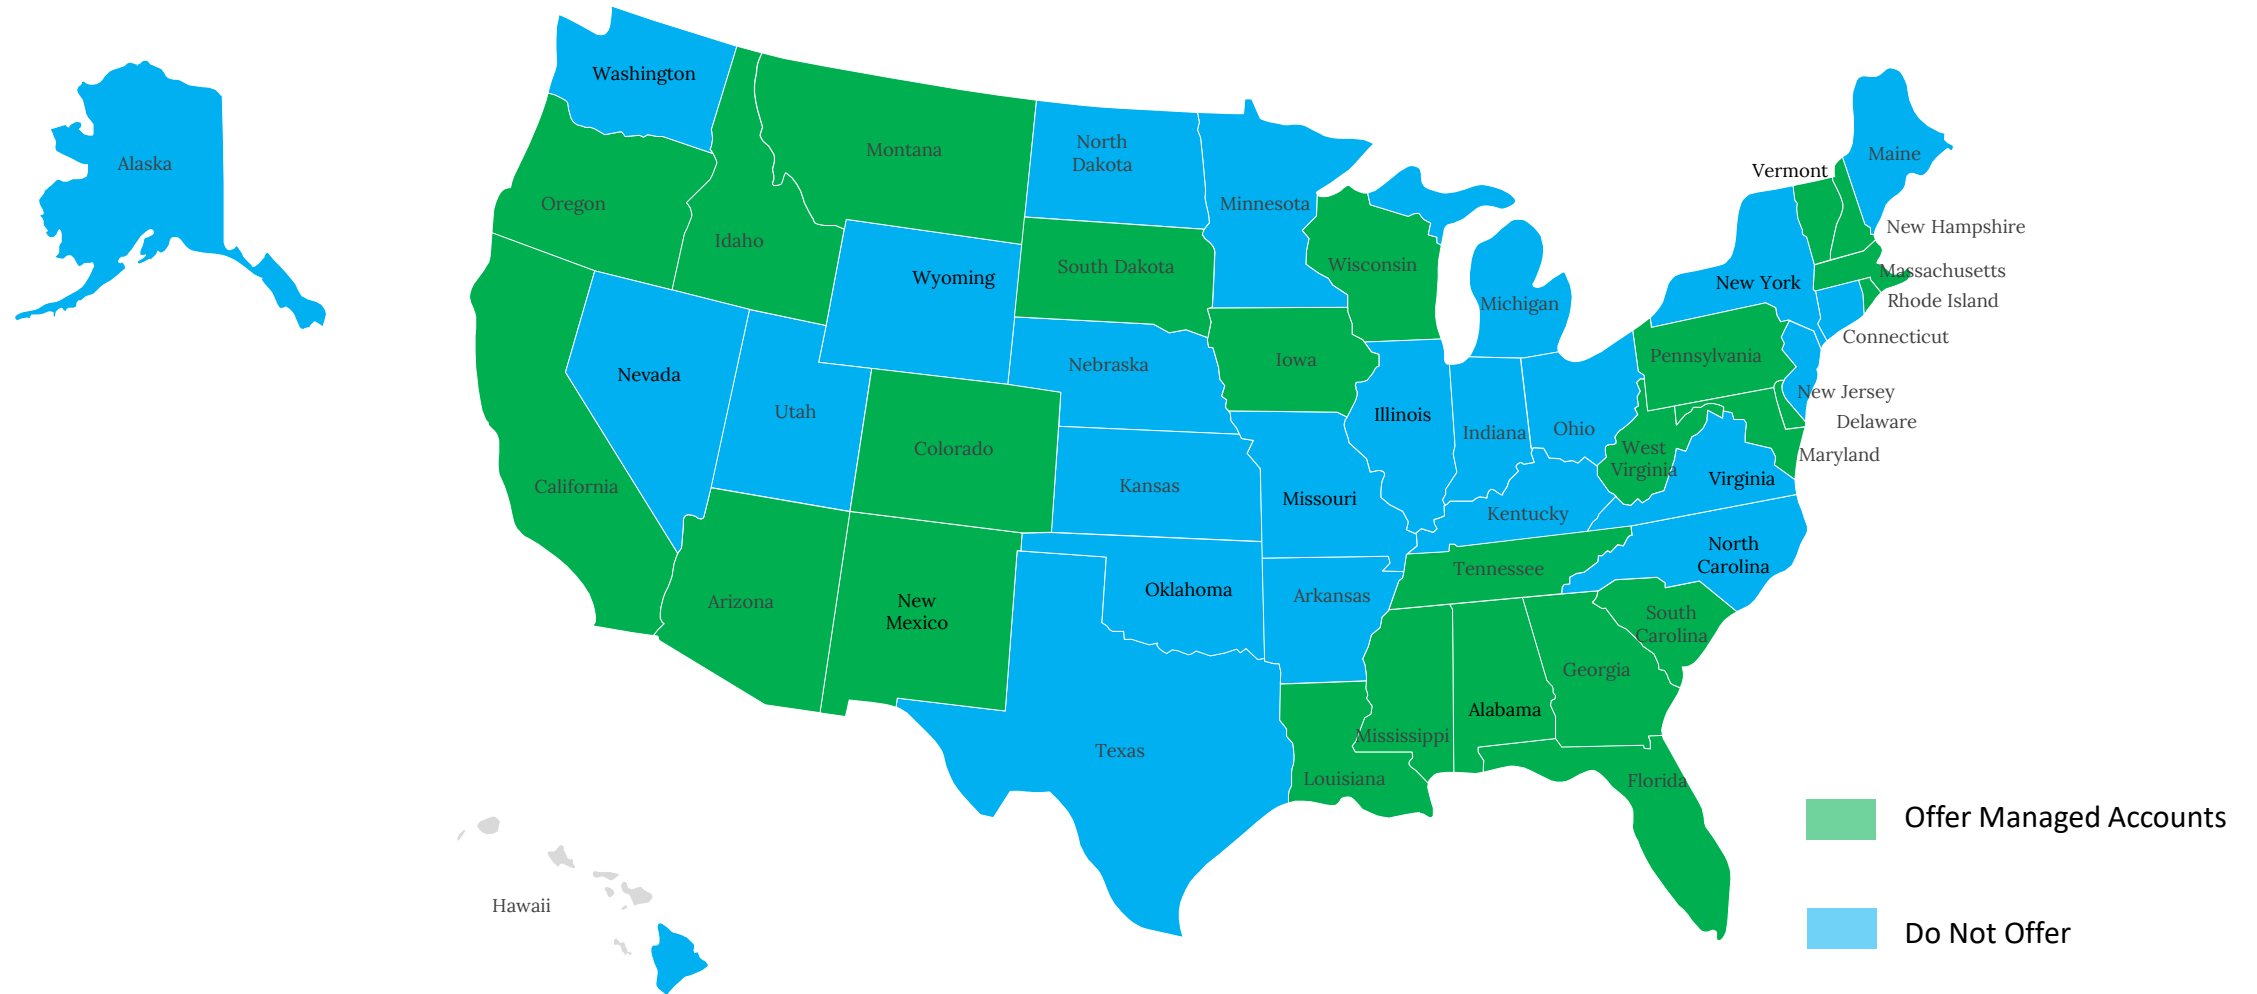 Washington
Alaska
Oregon
Idaho
Montana
North
Dakota
Minnesota
Vermont
Maine
New Hampshire
Massachusetts
Rhode Island
Connecticut
New York
Michigan
Wisconsin
South Dakota
Wyoming
Nevada
Utah
Nebraska
Iowa
Illinois
Indiana
Ohio
Pennsylvania
New Jersey
Delaware
Maryland
West
Virginia
Virginia
Kentucky
Missouri
Kansas
Colorado
California
Arizona
New
Mexico
Oklahoma
Arkansas
Tennessee
North
Carolina
South
Carolina
Georgia
Alabama
Mississippi
Louisiana
Texas
Florida
Hawaii
Offer Managed Accounts
Do Not Offer